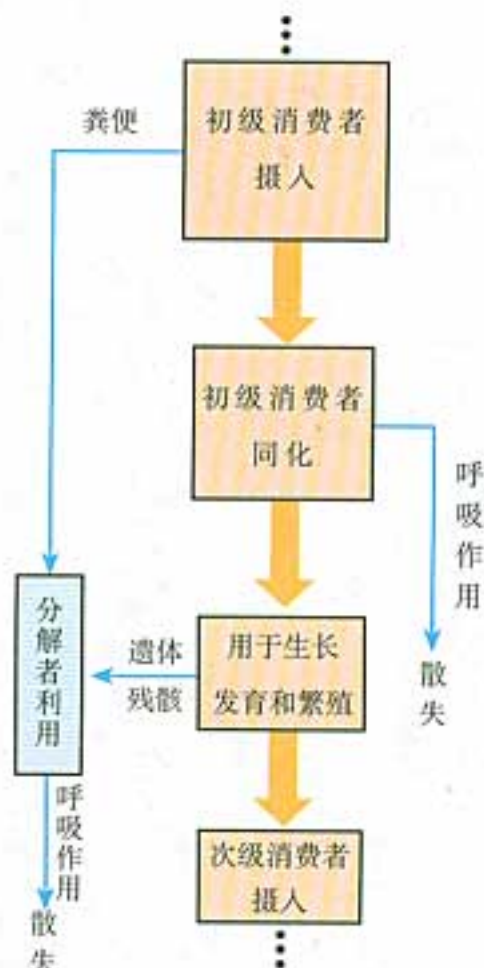 粪便
初级消费者
摄入
初级消费者
同化
呼吸作用
散失
用于生长
发育和繁殖
遗体
残骸
分解者利用
呼吸作用
散失
次级消费者
摄入